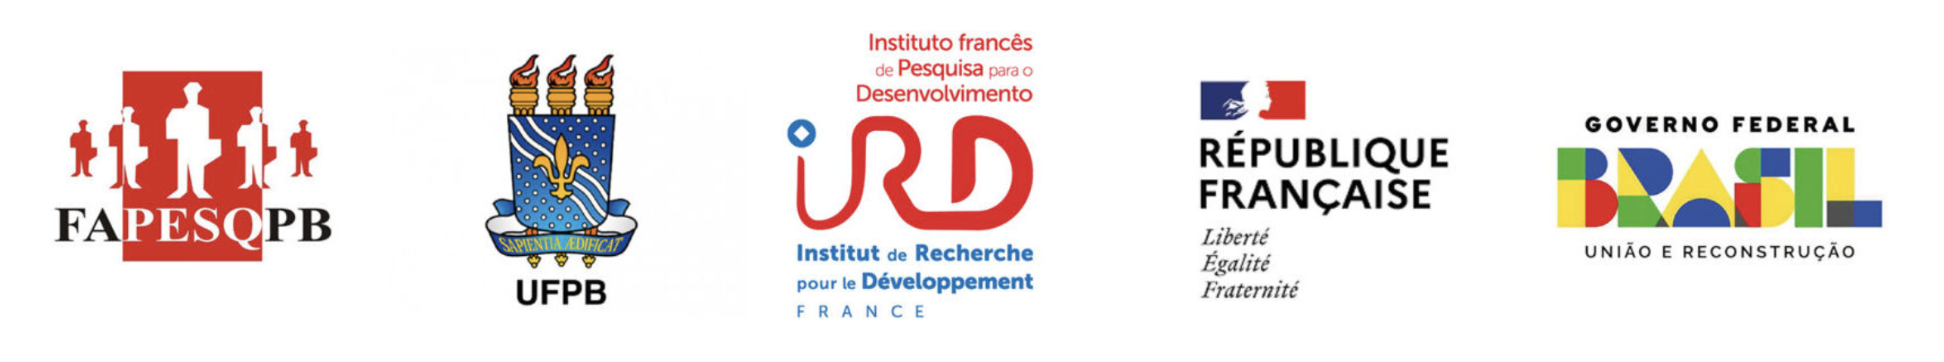 FAPESQPB
SAPIENTIA ÆDIFICAT
UFPB
Instituto francês
de Pesquisa para o
Desenvolvimento
iRD
Institut de Recherche
pour le Développement
FRANCE
RÉPUBLIQUE
FRANÇAISE
Liberté
Égalité
Fraternité
GOVERNO FEDERAL
BRASIL
UNIÃO E RECONSTRUÇÃO